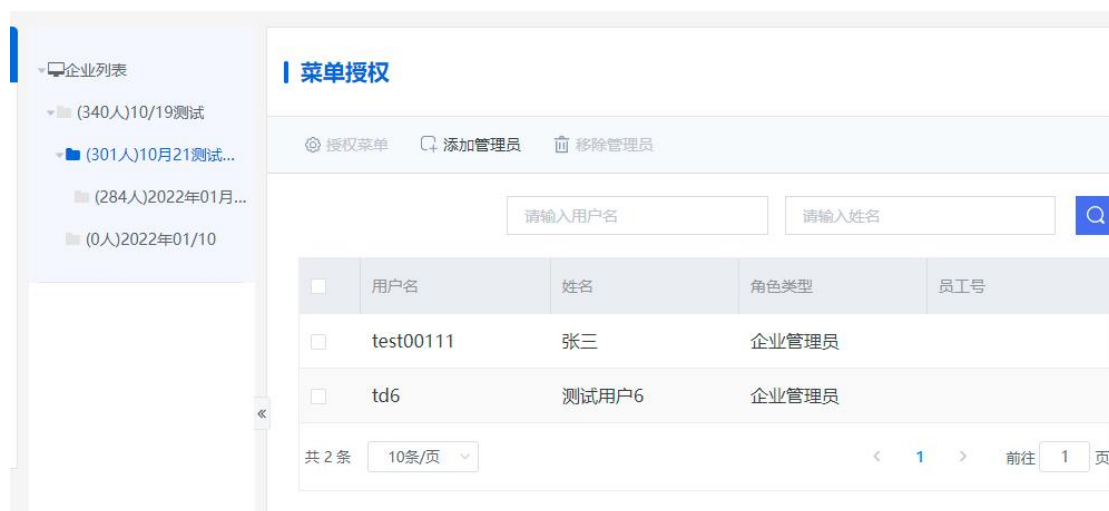 企业列表
(340人)10/19测试
(301人)10月21测试...
(284人)2022年01月...
(0人)2022年01/10
菜单授权
授权菜单 添加管理员 移除管理员
请输入用户名 请输入姓名
用户名 姓名 角色类型 员工号
test00111 张三 企业管理员
td6 测试用户6 企业管理员
共 2 条 10条/页 < 1 > 前往 1 页